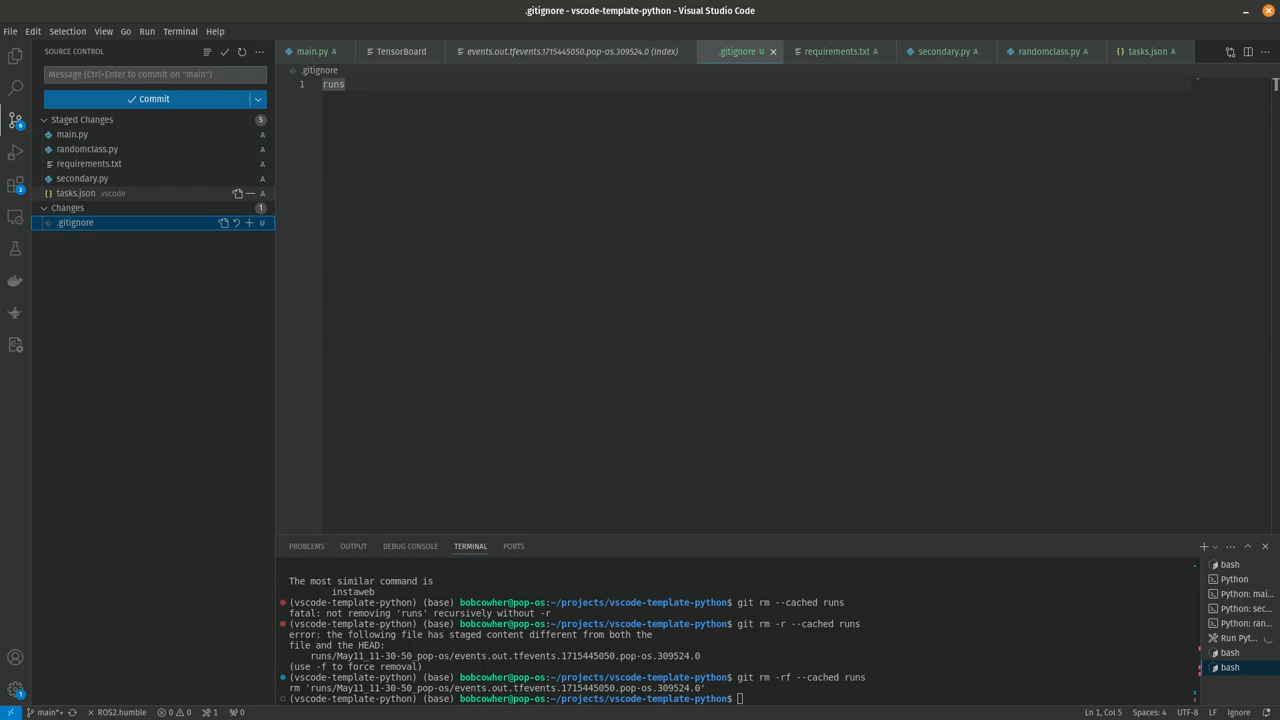 .gitignore - vscode-template-python - Visual Studio Code
File Edit Selection View Go Run Terminal Help
SOURCE CONTROL
main.py A
TensorBoard
events.out.tfevents.1715445050.pop-os.309524.0 (Index)
.gitignore U
requirements.txt A
secondary.py A
randomclass.py A
tasks.json A
.gitignore
Message (Ctrl+Enter to commit on "main")
1 runs
Commit
Staged Changes 5
main.py A
randomclass.py A
requirements.txt A
secondary.py A
tasks.json .vscode A
Changes 1
.gitignore U
6
2
1
PROBLEMS OUTPUT DEBUG CONSOLE TERMINAL PORTS
The most similar command is
instaweb
(vscode-template-python) (base) bobcowher@pop-os:~/projects/vscode-template-python$ git rm --cached runs
fatal: not removing 'runs' recursively without -r
(vscode-template-python) (base) bobcowher@pop-os:~/projects/vscode-template-python$ git rm -r --cached runs
error: the following file has staged content different from both the
file and the HEAD:
runs/May11_11-30-50_pop-os/events.out.tfevents.1715445050.pop-os.309524.0
(use -f to force removal)
(vscode-template-python) (base) bobcowher@pop-os:~/projects/vscode-template-python$ git rm -rf --cached runs
rm 'runs/May11_11-30-50_pop-os/events.out.tfevents.1715445050.pop-os.309524.0'
(vscode-template-python) (base) bobcowher@pop-os:~/projects/vscode-template-python$
bash
Python
Python: mai...
Python: sec...
Python: ran...
Run Pyt...
bash
bash
main*+ ROS2.humble 0 0 1 0
Ln 1, Col 5 Spaces: 4 UTF-8 LF Ignore